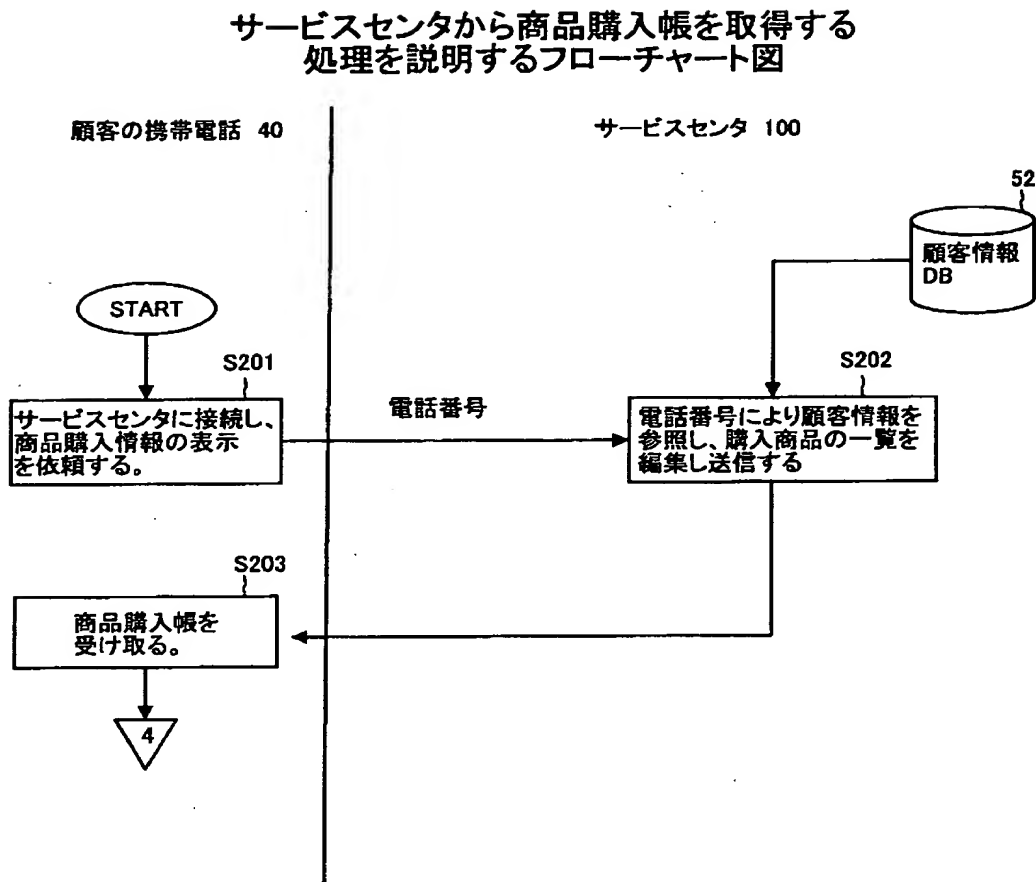 サービスセンタから商品購入帳を取得する
処理を説明するフローチャート図
顧客の携帯電話 40
サービスセンタ 100
52
顧客情報
DB
START
S201
サービスセンタに接続し、
商品購入情報の表示
を依頼する。
電話番号
S202
電話番号により顧客情報を
参照し、購入商品の一覧を
編集し送信する
S203
商品購入帳を
受け取る。
4